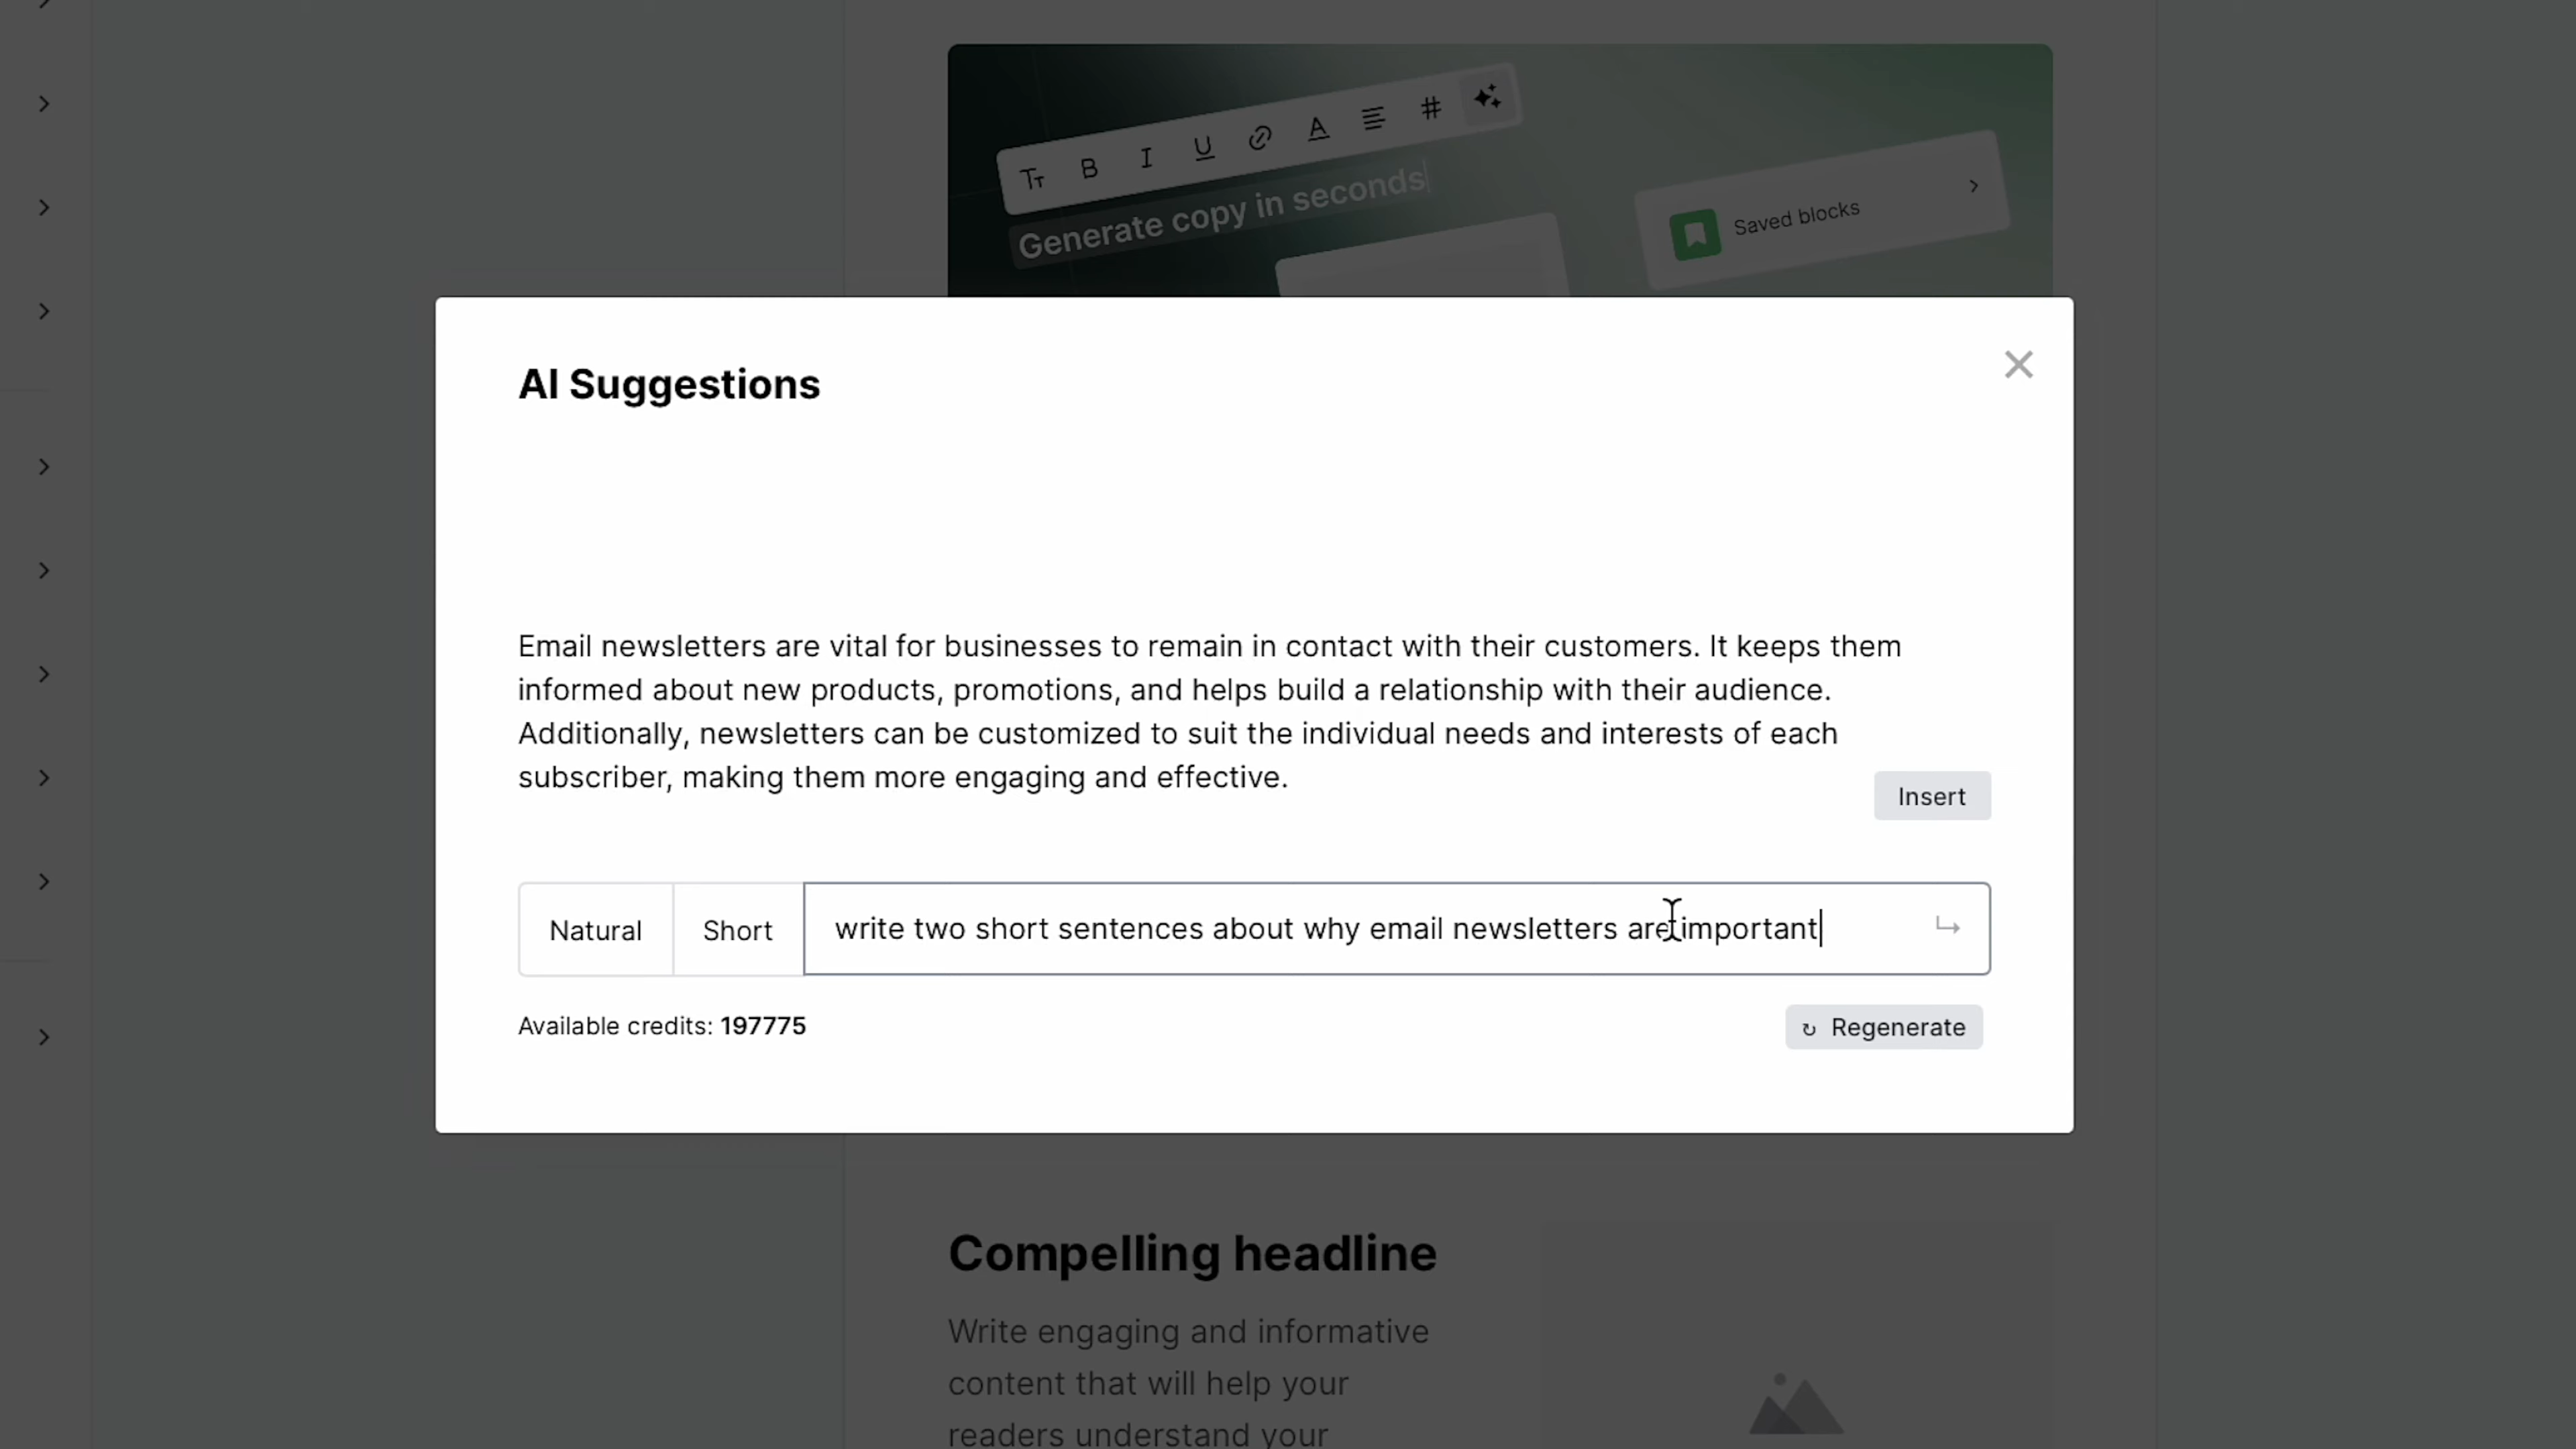 Generate copy in seconds
Saved blocks
AI Suggestions
Email newsletters are vital for businesses to remain in contact with their customers. It keeps them
informed about new products, promotions, and helps build a relationship with their audience.
Additionally, newsletters can be customized to suit the individual needs and interests of each
subscriber, making them more engaging and effective.
Insert
Natural
Short
write two short sentences about why email newsletters are important
Available credits: 197775
Regenerate
Compelling headline
Write engaging and informative
content that will help your
readers understand your